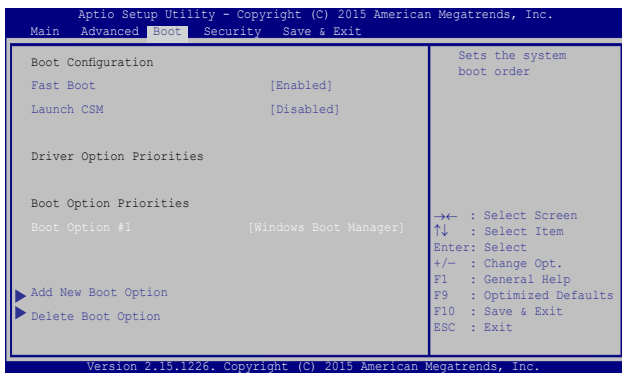 Aptio Setup Utility - Copyright (C) 2015 American Megatrends, Inc.
Main Advanced Boot Security Save & Exit
Boot Configuration
Fast Boot [Enabled]
Launch CSM [Disabled]
Driver Option Priorities
Boot Option Priorities
Boot Option #1 [Windows Boot Manager]
Add New Boot Option
Delete Boot Option
Sets the system
boot order
→← : Select Screen
↑↓ : Select Item
Enter: Select
+/— : Change Opt.
F1 : General Help
F9 : Optimized Defaults
F10 : Save & Exit
ESC : Exit
Version 2.15.1226. Copyright (C) 2015 American Megatrends, Inc.